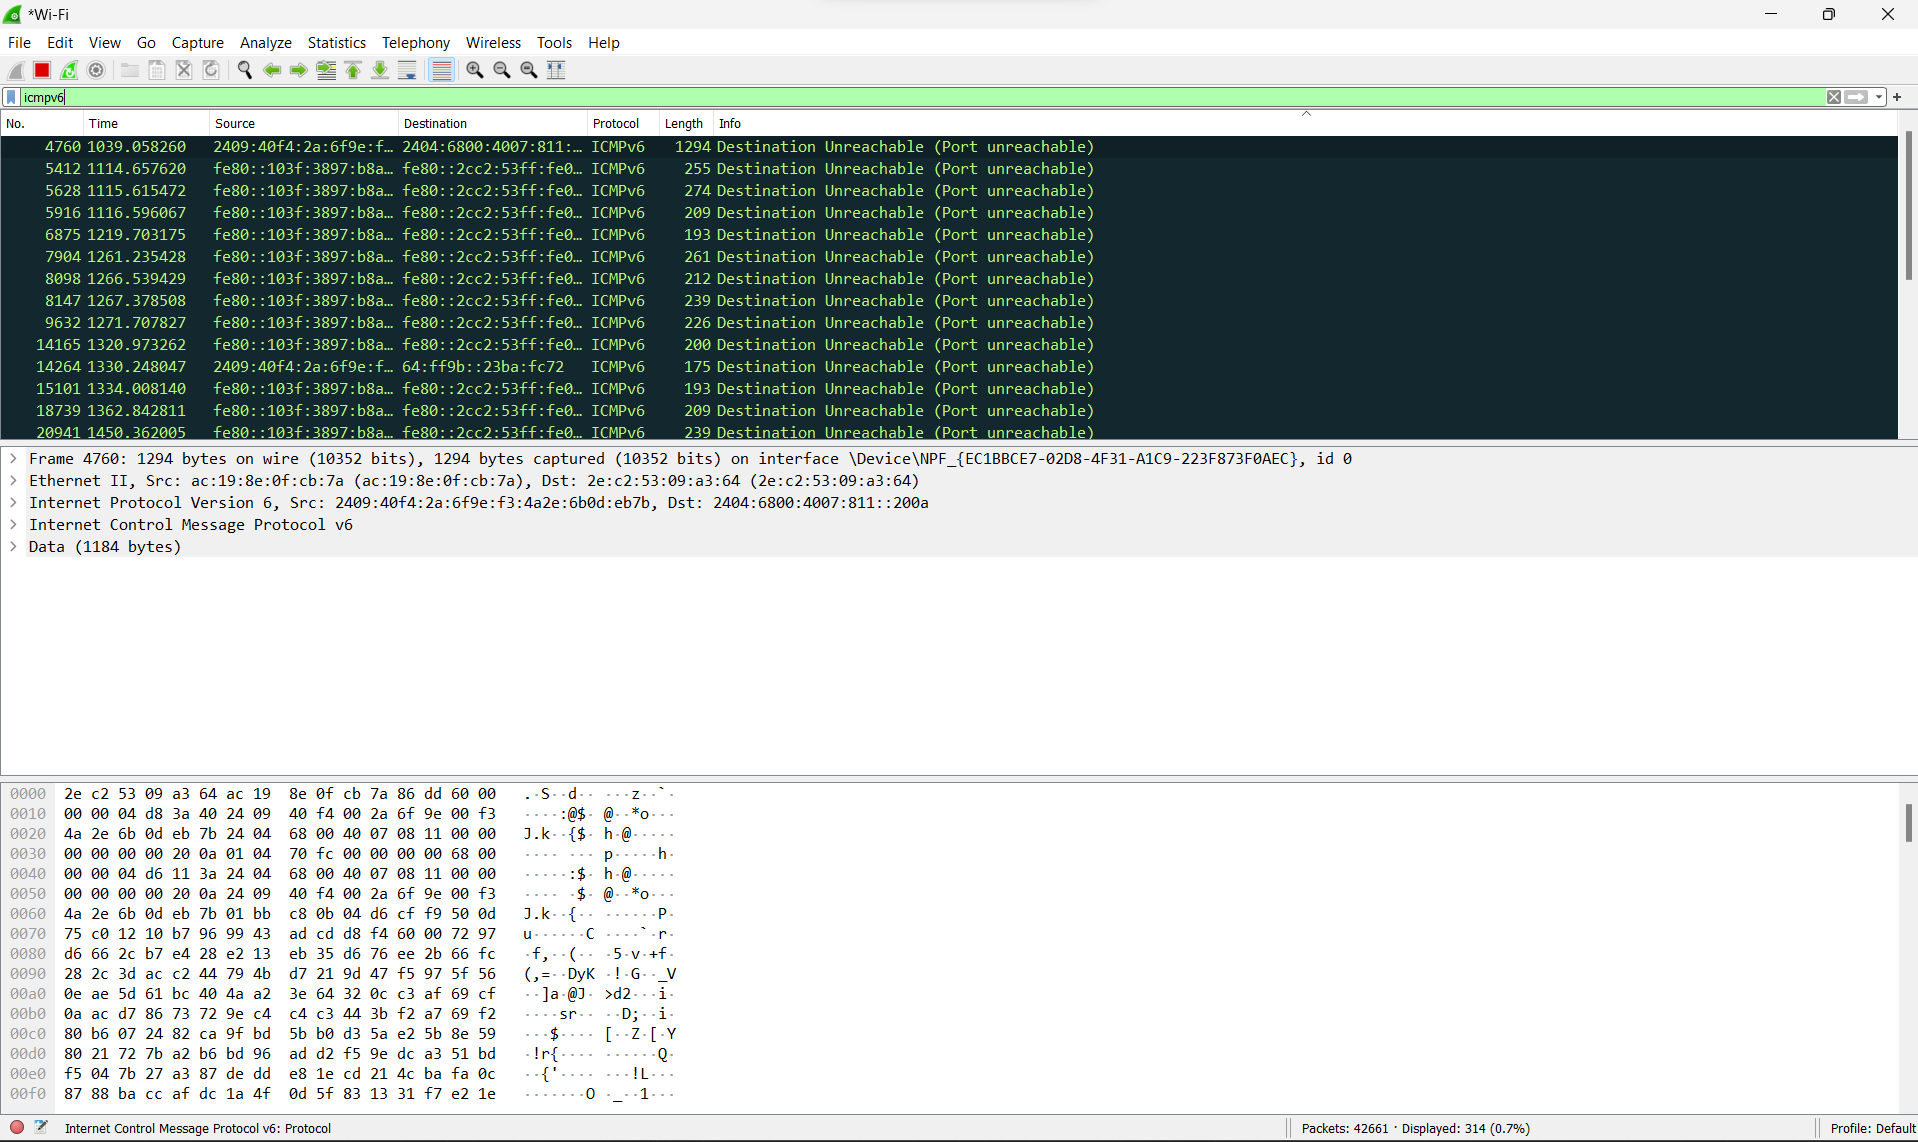 *Wi-Fi
File Edit View Go Capture Analyze Statistics Telephony Wireless Tools Help
icmpv6
No. Time Source Destination Protocol Length Info
4760 1039.058260 2409:40f4:2a:6f9e:f… 2404:6800:4007:811:… ICMPv6 1294 Destination Unreachable (Port unreachable)
5412 1114.657620 fe80::103f:3897:b8a… fe80::2cc2:53ff:fe0… ICMPv6 255 Destination Unreachable (Port unreachable)
5628 1115.615472 fe80::103f:3897:b8a… fe80::2cc2:53ff:fe0… ICMPv6 274 Destination Unreachable (Port unreachable)
5916 1116.596067 fe80::103f:3897:b8a… fe80::2cc2:53ff:fe0… ICMPv6 209 Destination Unreachable (Port unreachable)
6875 1219.703175 fe80::103f:3897:b8a… fe80::2cc2:53ff:fe0… ICMPv6 193 Destination Unreachable (Port unreachable)
7904 1261.235428 fe80::103f:3897:b8a… fe80::2cc2:53ff:fe0… ICMPv6 261 Destination Unreachable (Port unreachable)
8098 1266.539429 fe80::103f:3897:b8a… fe80::2cc2:53ff:fe0… ICMPv6 212 Destination Unreachable (Port unreachable)
8147 1267.378508 fe80::103f:3897:b8a… fe80::2cc2:53ff:fe0… ICMPv6 239 Destination Unreachable (Port unreachable)
9632 1271.707827 fe80::103f:3897:b8a… fe80::2cc2:53ff:fe0… ICMPv6 226 Destination Unreachable (Port unreachable)
14165 1320.973262 fe80::103f:3897:b8a… fe80::2cc2:53ff:fe0… ICMPv6 200 Destination Unreachable (Port unreachable)
14264 1330.248047 2409:40f4:2a:6f9e:f… 64:ff9b::23ba:fc72 ICMPv6 175 Destination Unreachable (Port unreachable)
15101 1334.008140 fe80::103f:3897:b8a… fe80::2cc2:53ff:fe0… ICMPv6 193 Destination Unreachable (Port unreachable)
18739 1362.842811 fe80::103f:3897:b8a… fe80::2cc2:53ff:fe0… ICMPv6 209 Destination Unreachable (Port unreachable)
20941 1450.362005 fe80::103f:3897:b8a… fe80::2cc2:53ff:fe0… ICMPv6 239 Destination Unreachable (Port unreachable)
Frame 4760: 1294 bytes on wire (10352 bits), 1294 bytes captured (10352 bits) on interface \Device\NPF_{EC1BBCE7-02D8-4F31-A1C9-223F873F0AEC}, id 0
Ethernet II, Src: ac:19:8e:0f:cb:7a (ac:19:8e:0f:cb:7a), Dst: 2e:c2:53:09:a3:64 (2e:c2:53:09:a3:64)
Internet Protocol Version 6, Src: 2409:40f4:2a:6f9e:f3:4a2e:6b0d:eb7b, Dst: 2404:6800:4007:811::200a
Internet Control Message Protocol v6
Data (1184 bytes)
0000 2e c2 53 09 a3 64 ac 19 8e 0f cb 7a 86 dd 60 00 .·S··d·· ···z··`·
0010 00 00 04 d8 3a 40 24 09 40 f4 00 2a 6f 9e 00 f3 ····:@$· @··*o···
0020 4a 2e 6b 0d eb 7b 24 04 68 00 40 07 08 11 00 00 J.k··{$· h·@·····
0030 00 00 00 00 20 0a 01 04 70 fc 00 00 00 00 68 00 ···· ··· p·····h·
0040 00 00 04 d6 11 3a 24 04 68 00 40 07 08 11 00 00 ·····:$· h·@·····
0050 00 00 00 00 20 0a 24 09 40 f4 00 2a 6f 9e 00 f3 ···· ·$· @··*o···
0060 4a 2e 6b 0d eb 7b 01 bb c8 0b 04 d6 cf f9 50 0d J.k··{·· ······P·
0070 75 c0 12 10 b7 96 99 43 ad cd d8 f4 60 00 72 97 u······C ····`·r·
0080 d6 66 2c b7 e4 28 e2 13 eb 35 d6 76 ee 2b 66 fc ·f,··(·· ·5·v·+f·
0090 28 2c 3d ac c2 44 79 4b d7 21 9d 47 f5 97 5f 56 (,=··DyK ·!·G··_V
00a0 0e ae 5d 61 bc 40 4a a2 3e 64 32 0c c3 af 69 cf ··]a·@J· >d2···i·
00b0 0a ac d7 86 73 72 9e c4 c4 c3 44 3b f2 a7 69 f2 ····sr·· ··D;··i·
00c0 80 b6 07 24 82 ca 9f bd 5b b0 d3 5a e2 5b 8e 59 ···$···· [··Z·[·Y
00d0 80 21 72 7b a2 b6 bd 96 ad d2 f5 9e dc a3 51 bd ·!r{···· ······Q·
00e0 f5 04 7b 27 a3 87 de dd e8 1e cd 21 4c ba fa 0c ··{'···· ···!L···
00f0 87 88 ba cc af dc 1a 4f 0d 5f 83 13 31 f7 e2 1e ·······O ·_··1···
Internet Control Message Protocol v6: Protocol Packets: 42661 · Displayed: 314 (0.7%) Profile: Default